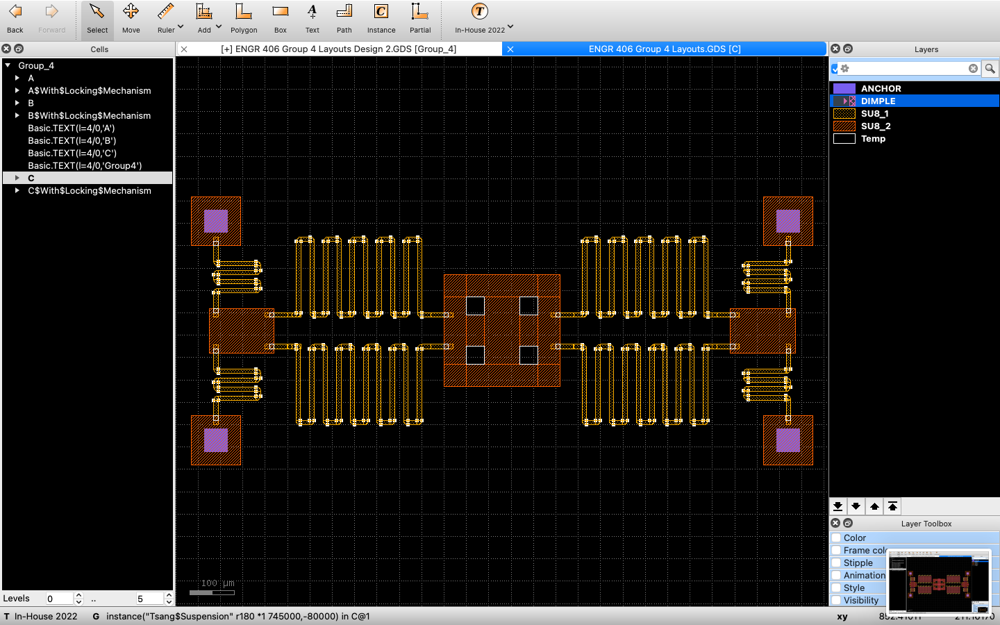 Back
Forward
Select
Move
Ruler
Add
Polygon
Box
Text
Path
Instance
Partial
In-House 2022
Cells
[+] ENGR 406 Group 4 Layouts Design 2.GDS [Group_4]
ENGR 406 Group 4 Layouts.GDS [C]
Layers
Group_4
A
A$With$Locking$Mechanism
B
B$With$Locking$Mechanism
Basic.TEXT(l=4/0,'A')
Basic.TEXT(l=4/0,'B')
Basic.TEXT(l=4/0,'C')
Basic.TEXT(l=4/0,'Group4')
C
C$With$Locking$Mechanism
ANCHOR
DIMPLE
SU8_1
SU8_2
Temp
100 µm
Layer Toolbox
Color
Frame
Stipple
Animation
Style
Visibility
Levels 0 .. 5
T In-House 2022 G instance("Tsang$Suspension" r180 *1 745000,-80000) in C@1
xy